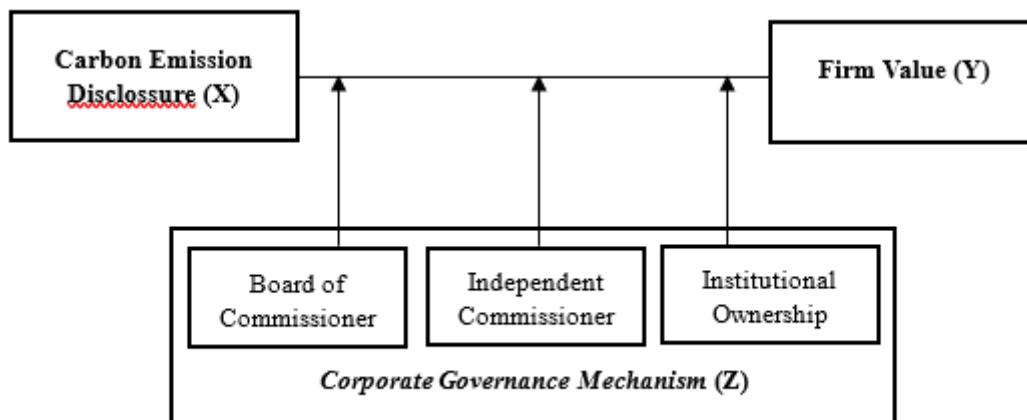 Carbon Emission
Disclossure (X)
Firm Value (Y)
Board of
Commissioner
Independent
Commissioner
Institutional
Ownership
Corporate Governance Mechanism (Z)